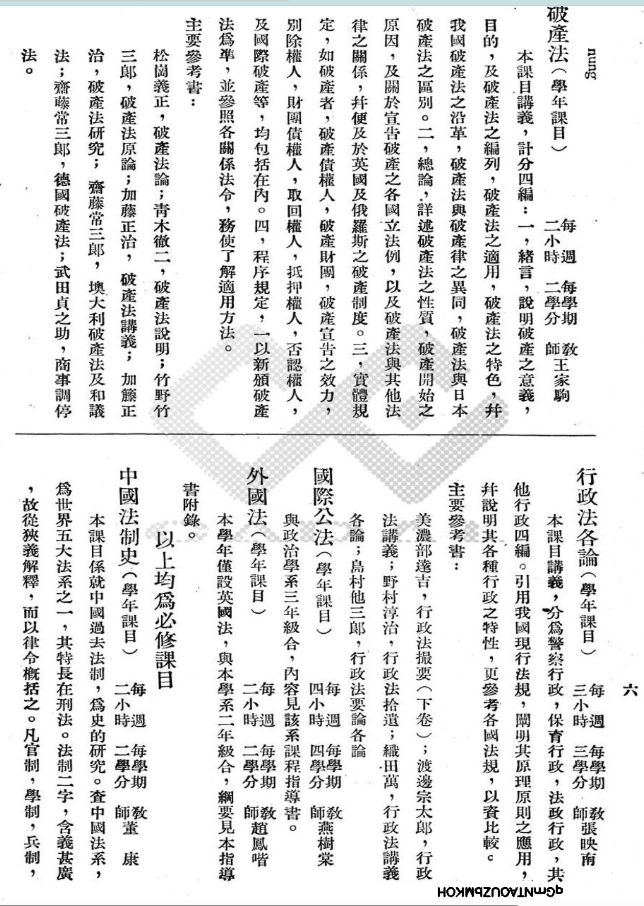 破產法（學年課目）　每週二小時　每學期二學分　敎師王家駒
本課目講義，計分四編：一，緒言，說明破產之意義，
目的，及破產法之編列，破產法之適用，破產法之特色，幷
我國破產法之沿革，破產法與破產律之異同，破產法與日本
破產法之區別。二，總論，詳述破產法之性質，破產開始之
原因，及關於宣告破產之各國立法例，以及破產法與其他法
律之關係，幷便及於英國及俄羅斯之破產制度。三，實體規
定，如破產者，破產債權人，破產財團，破產宣告之效力，
別除權人，財團債權人，取回權人，抵押權人，否認權人，
及國際破產等，均包括在內。四，程序規定，一以新頒破產
法爲準，並參照各關係法令，務使了解適用方法。
主要參考書：
松崗義正，破產法論；靑木徹二，破產法說明；竹野竹
三郎，破產法原論；加藤正治，破產法講義；加籐正
治，破產法研究；齋藤常三郎，墺大利破產法及和議
法；齋藤常三郎，德國破產法；武田貞之助，商事調停
法。
六
行政法各論（學年課目）　每週三小時　每學期三學分　敎師張映南
本課目講義，分爲警察行政，保育行政，法政行政，其
他行政四編。引用我國現行法規，闡明其原理原則之應用，
幷說明其各種行政之特性，更參考各國法規，以資比較。
主要參考書：
美濃部達吉，行政法撮要（下卷）；渡邊宗太郎，行政
法講義；野村淳治，行政法拾遺；織田萬，行政法講義
各論；島村他三郎，行政法要論各論
國際公法（學年課目）　每週四小時　每學期四學分　敎師燕樹棠
與政治學系三年級合，內容見該系課程指導書。
外國法（學年課目）　每週二小時　每學期二學分　敎師趙鳳喈
本學年僅設英國法，與本學系二年級合，綱要見本指導
書附錄。
以上均爲必修課目
中國法制史（學年課目）　每週二小時　每學期二學分　敎師董　康
本課目係就中國過去法制，爲史的研究。查中國法系，
爲世界五大法系之一，其特長在刑法。法制二字，含義甚廣
，故從狹義解釋，而以律令槪括之。凡官制，學制，兵制，
qGmNTAOUZbMKOH